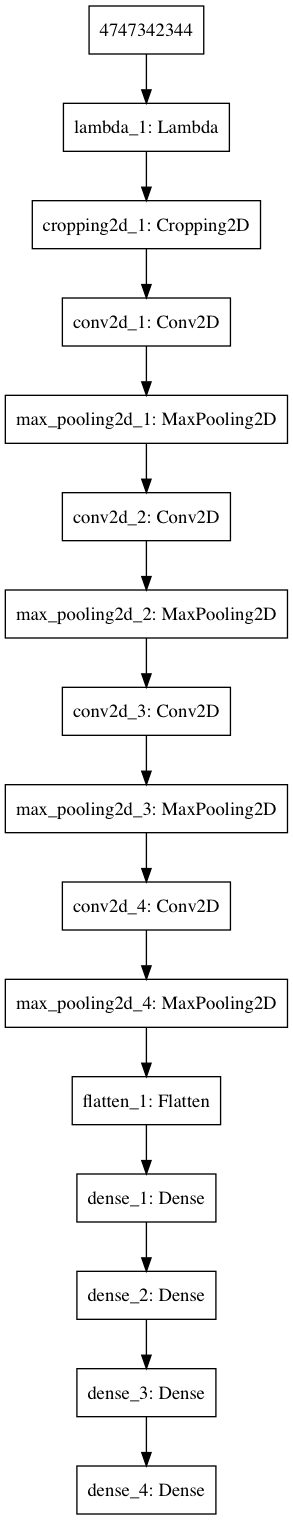 4747342344
lambda_1: Lambda
cropping2d_1: Cropping2D
conv2d_1: Conv2D
max_pooling2d_1: MaxPooling2D
conv2d_2: Conv2D
max_pooling2d_2: MaxPooling2D
conv2d_3: Conv2D
max_pooling2d_3: MaxPooling2D
conv2d_4: Conv2D
max_pooling2d_4: MaxPooling2D
flatten_1: Flatten
dense_1: Dense
dense_2: Dense
dense_3: Dense
dense_4: Dense